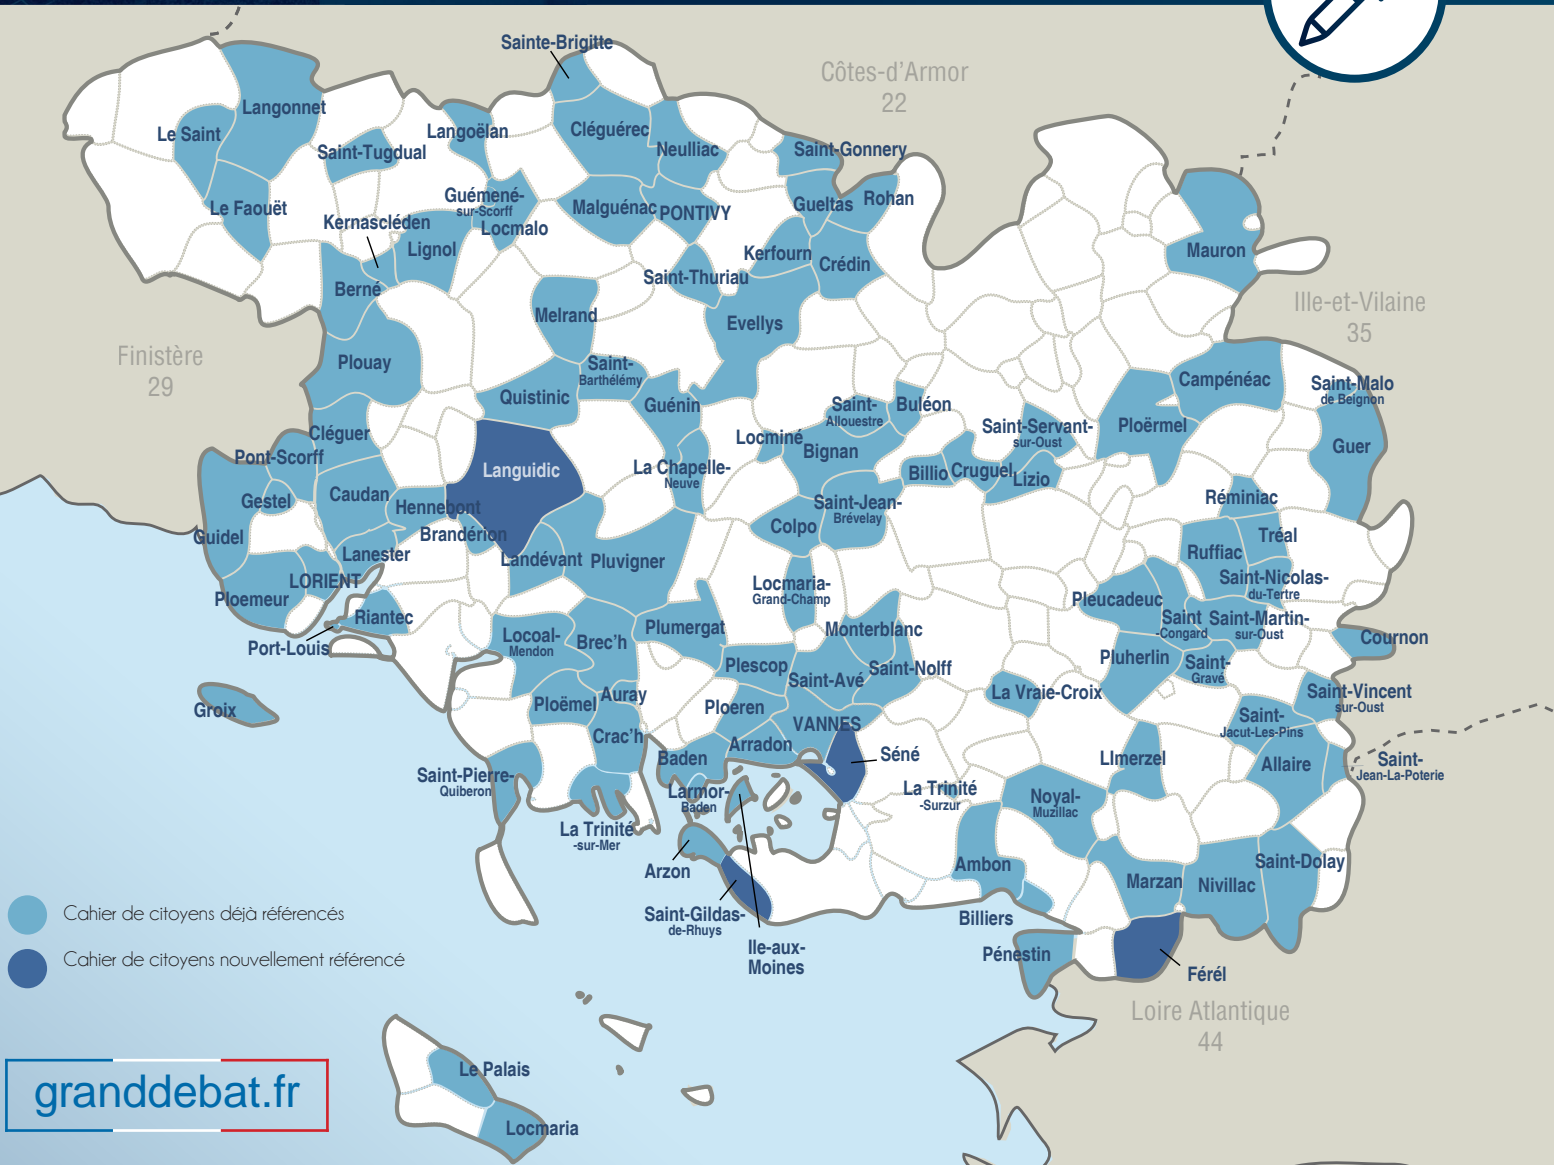 Sainte-Brigitte
Côtes-d'Armor
22
Langonnet
Le Saint
Langoëlan
Cléguérec
Saint-Tugdual
Neulliac
Saint-Gonnery
Le Faouët
Guémené-
sur-Scorff
Locmalo
Malguénac
PONTIVY
Gueltas
Rohan
Kernascléden
Lignol
Kerfourn
Crédin
Mauron
Saint-Thuriau
Berné
Melrand
Evellys
Ille-et-Vilaine
35
Finistère
29
Plouay
Saint-
Barthélémy
Quistinic
Guénin
Saint-
Allouestre
Buléon
Campénéac
Saint-Malo
de Beignon
Cléguer
Locminé
Bignan
Saint-Servant-
sur-Oust
Ploërmel
Guer
Pont-Scorff
Languidic
La Chapelle-
Neuve
Billio
Cruguel
Lizio
Gestel
Caudan
Hennebont
Saint-Jean-
Brévelay
Réminiac
Guidel
Brandérion
Colpo
Tréal
Lanester
Landévant
Pluvigner
Ruffiac
LORIENT
Ploemeur
Locmaria-
Grand-Champ
Saint-Nicolas-
du-Tertre
Pleucadeuc
Riantec
Port-Louis
Locoal-
Mendon
Brec'h
Plumergat
Monterblanc
Saint
-Congard
Saint-Martin-
sur-Oust
Cournon
Plescop
Saint-Avé
Saint-Nolff
Pluherlin
Saint-
Gravé
Groix
Ploëmel
Auray
Ploeren
La Vraie-Croix
Saint-Vincent
sur-Oust
Crac'h
VANNES
Arradon
Saint-
Jacut-Les-Pins
Baden
Séné
LImerzel
Allaire
Saint-
Jean-La-Poterie
Saint-Pierre-
Quiberon
Larmor-
Baden
La Trinité
-Surzur
Noyal-
Muzillac
La Trinité
-sur-Mer
Arzon
Ambon
Marzan
Nivillac
Saint-Dolay
Saint-Gildas-
de-Rhuys
Billiers
Ile-aux-
Moines
Pénestin
Férél
Cahier de citoyens déjà référencés
Cahier de citoyens nouvellement référencé
Loire Atlantique
44
Le Palais
Locmaria
granddebat.fr